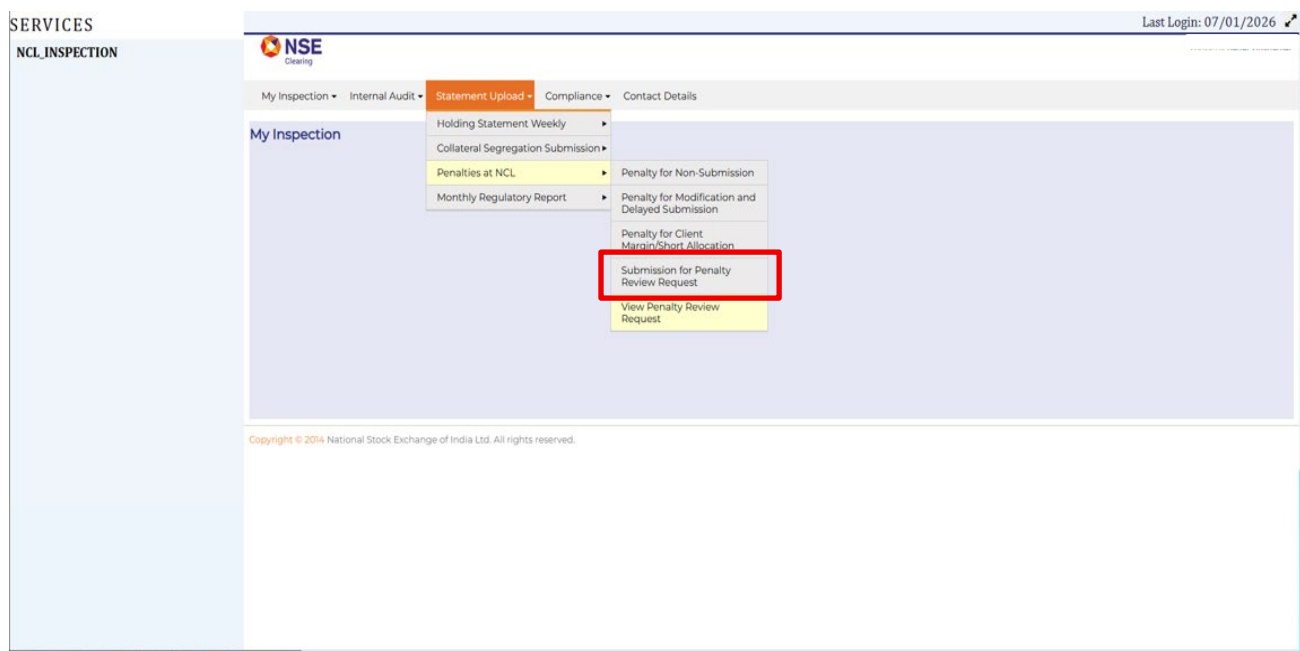 SERVICES
Last Login: 07/01/2026
NCL_INSPECTION
NSE
Clearing
My Inspection
Internal Audit
Statement Upload
Compliance
Contact Details
My Inspection
Holding Statement Weekly
Collateral Segregation Submission
Penalties at NCL
Monthly Regulatory Report
Penalty for Non-Submission
Penalty for Modification and
Delayed Submission
Penalty for Client
Margin/Short Allocation
Submission for Penalty
Review Request
View Penalty Review
Request
Copyright © 2014 National Stock Exchange of India Ltd. All rights reserved.